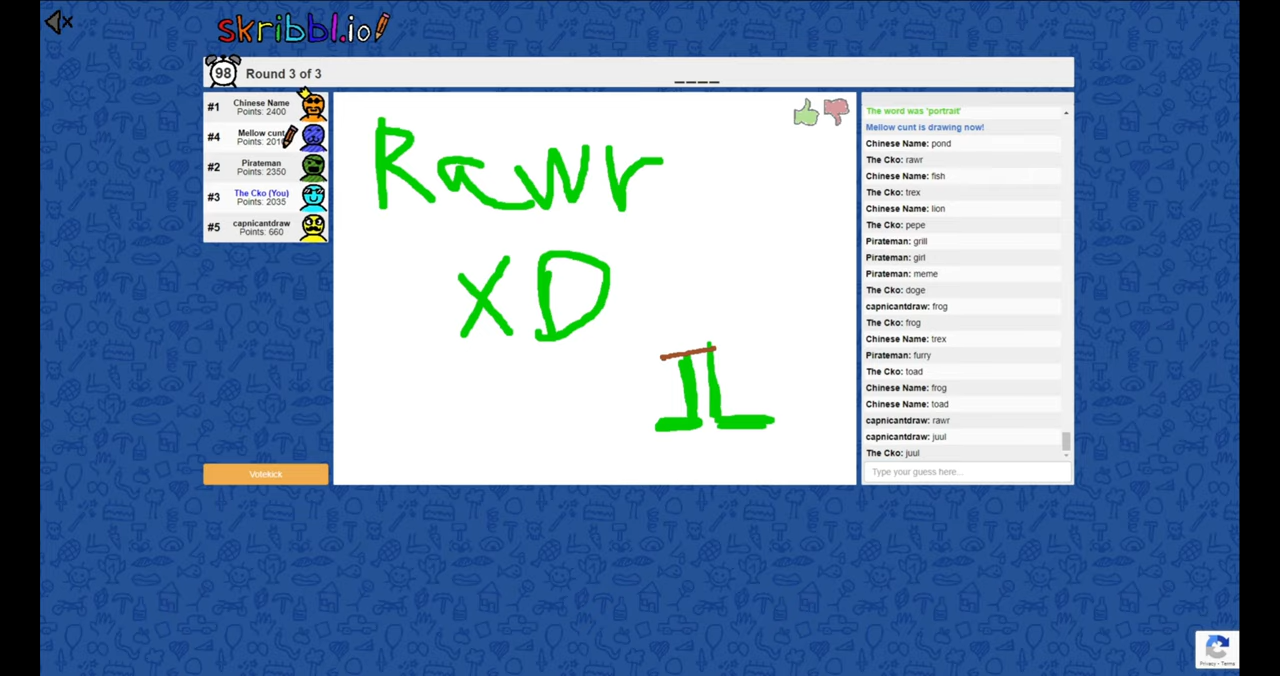 skribbl.io
98
Round 3 of 3
____
#1
Chinese Name
Points: 2400
#4
Mellow cunt
Points: 201
#2
Pirateman
Points: 2350
#3
The Cko (You)
Points: 2035
#5
capnicantdraw
Points: 660
Votekick
Rawr
XD
The word was 'portrait'
Mellow cunt is drawing now!
Chinese Name: pond
The Cko: rawr
Chinese Name: fish
The Cko: trex
Chinese Name: lion
The Cko: pepe
Pirateman: grill
Pirateman: girl
Pirateman: meme
The Cko: doge
capnicantdraw: frog
The Cko: frog
Chinese Name: trex
Pirateman: furry
The Cko: toad
Chinese Name: frog
Chinese Name: toad
capnicantdraw: rawr
capnicantdraw: juul
The Cko: juul
Type your guess here...
Privacy - Terms